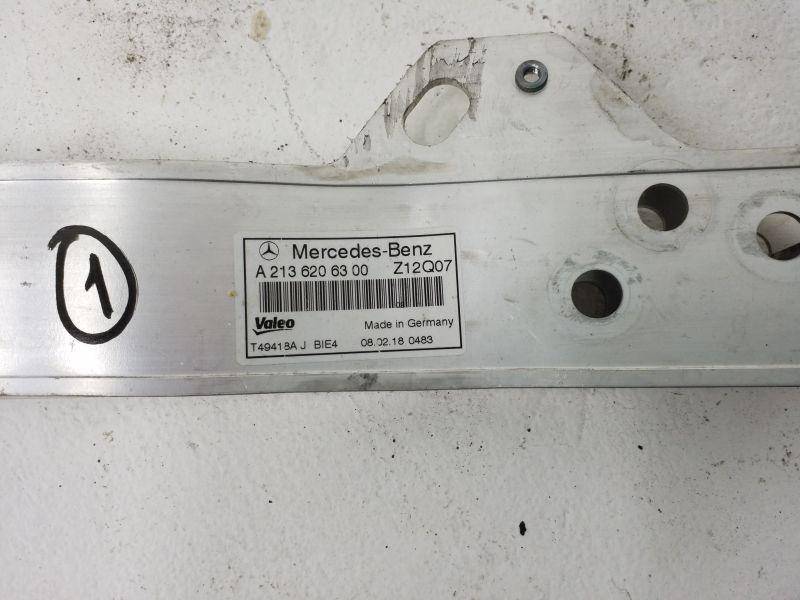 1
Mercedes-Benz
A 213 620 63 00 Z12Q07
Valeo Made in Germany
T49418A J BIE4 08.02.18 0483